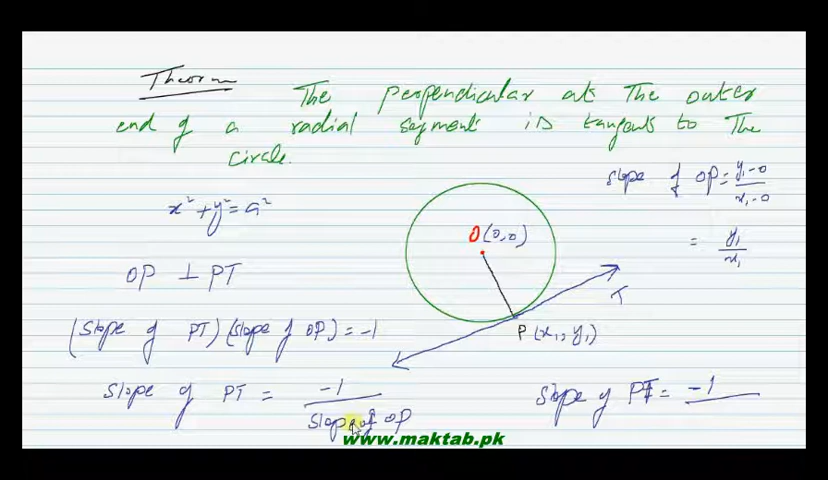 Theorm
The perpendicular at The outer
end of a radial segment is tangents to The
circle.
slope of OP = y₁-0 / x₁-0
= y₁ / x₁
x² + y² = a²
O(0,0)
OP ⊥ PT
T
(Slope of PT)(Slope of OP) = -1
P(x₁, y₁)
Slope of PT = -1 / Slope of OP
Slope of PT = -1
www.maktab.pk